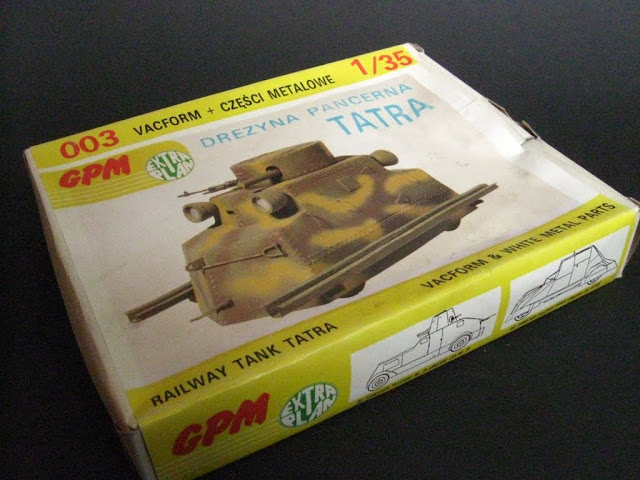 003 VACFORM + CZĘŚCI METALOWE 1/35
GPM EXTRA PLAN
DREZYNA PANCERNA
TATRA
RAILWAY TANK TATRA
VACFORM & WHITE METAL PARTS
GPM EXTRA PLAN